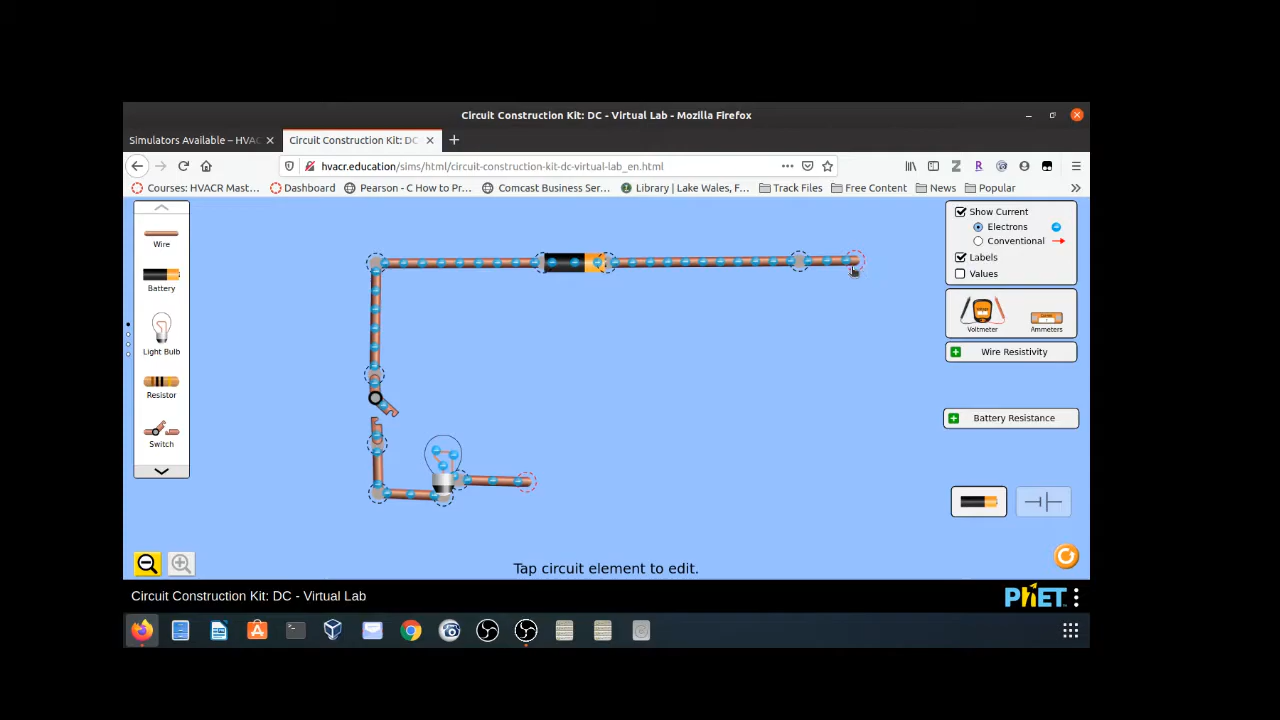 Circuit Construction Kit: DC - Virtual Lab - Mozilla Firefox
Simulators Available – HVAC
Circuit Construction Kit: DC -
hvacr.education/sims/html/circuit-construction-kit-dc-virtual-lab_en.html
Courses: HVACR Mast… Dashboard Pearson - C How to Pr… Comcast Business Ser… Library | Lake Wales, F… Track Files Free Content News Popular
Wire
Battery
Light Bulb
Resistor
Switch
Show Current
Electrons
Conventional
Labels
Values
Voltmeter Ammeters
Wire Resistivity
Battery Resistance
Tap circuit element to edit.
Circuit Construction Kit: DC - Virtual Lab
PhET